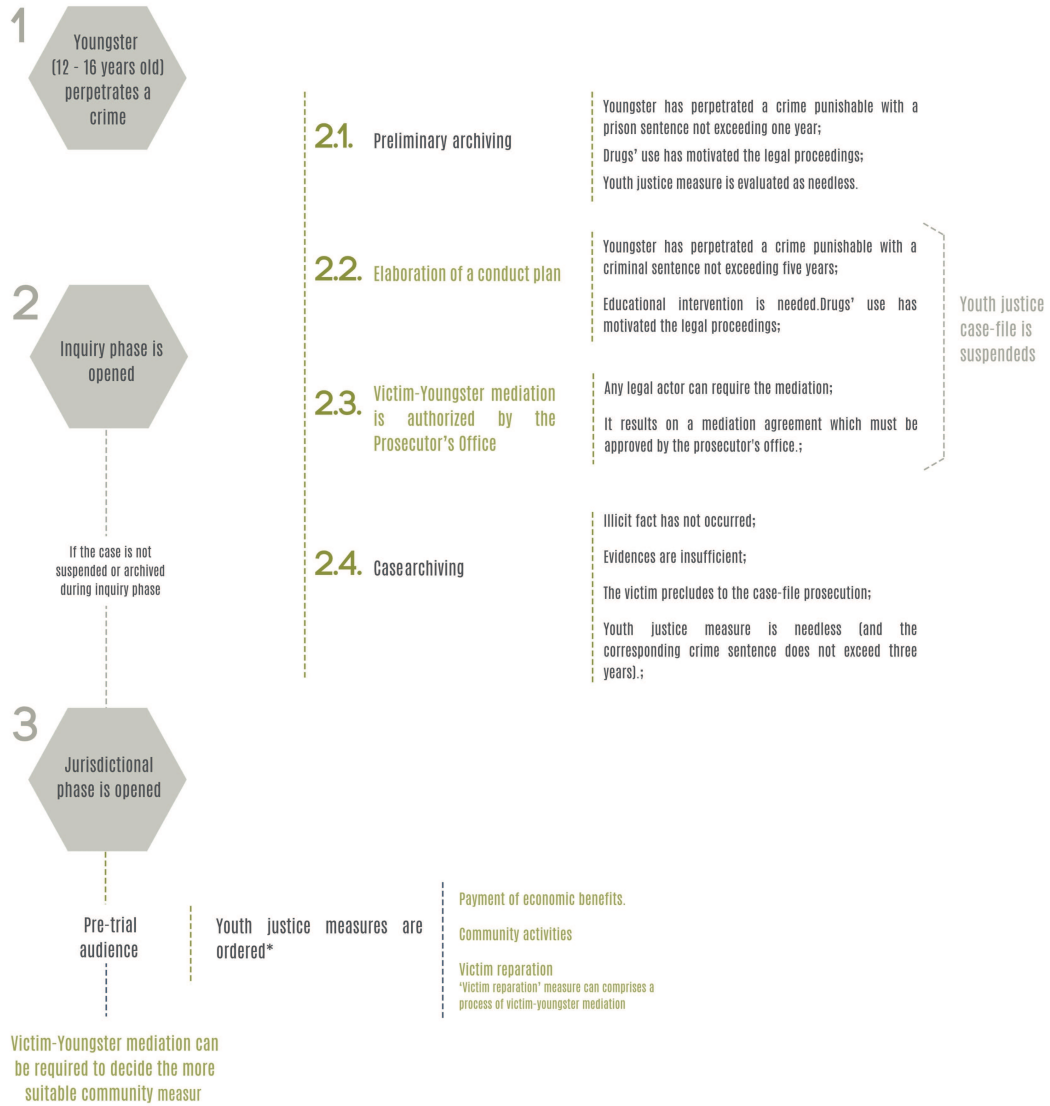 1
Youngster
(12 - 16 years old)
perpetrates a
crime
2.1. Preliminary archiving
Youngster has perpetrated a crime punishable with a
prison sentence not exceeding one year;
Drugs' use has motivated the legal proceedings;
Youth justice measure is evaluated as needless.
2
Inquiry phase is
opened
2.2. Elaboration of a conduct plan
Youngster has perpetrated a crime punishable with a
criminal sentence not exceeding five years;
Educational intervention is needed.Drugs' use has
motivated the legal proceedings;
Youth justice
case-file is
suspendeds
2.3. Victim-Youngster mediation
is authorized by the
Prosecutor's Office
Any legal actor can require the mediation;
It results on a mediation agreement which must be
approved by the prosecutor's office.;
If the case is not
suspended or archived
during inquiry phase
2.4. Casearchiving
Illicit fact has not occurred;
Evidences are insufficient;
The victim precludes to the case-file prosecution;
Youth justice measure is needless (and the
corresponding crime sentence does not exceed three
years).;
3
Jurisdictional
phase is opened
Pre-trial
audience
Youth justice measures are
ordered*
Payment of economic benefits.
Community activities
Victim reparation
'Victim reparation' measure can comprises a
process of victim-youngster mediation
Victim-Youngster mediation can
be required to decide the more
suitable community measur